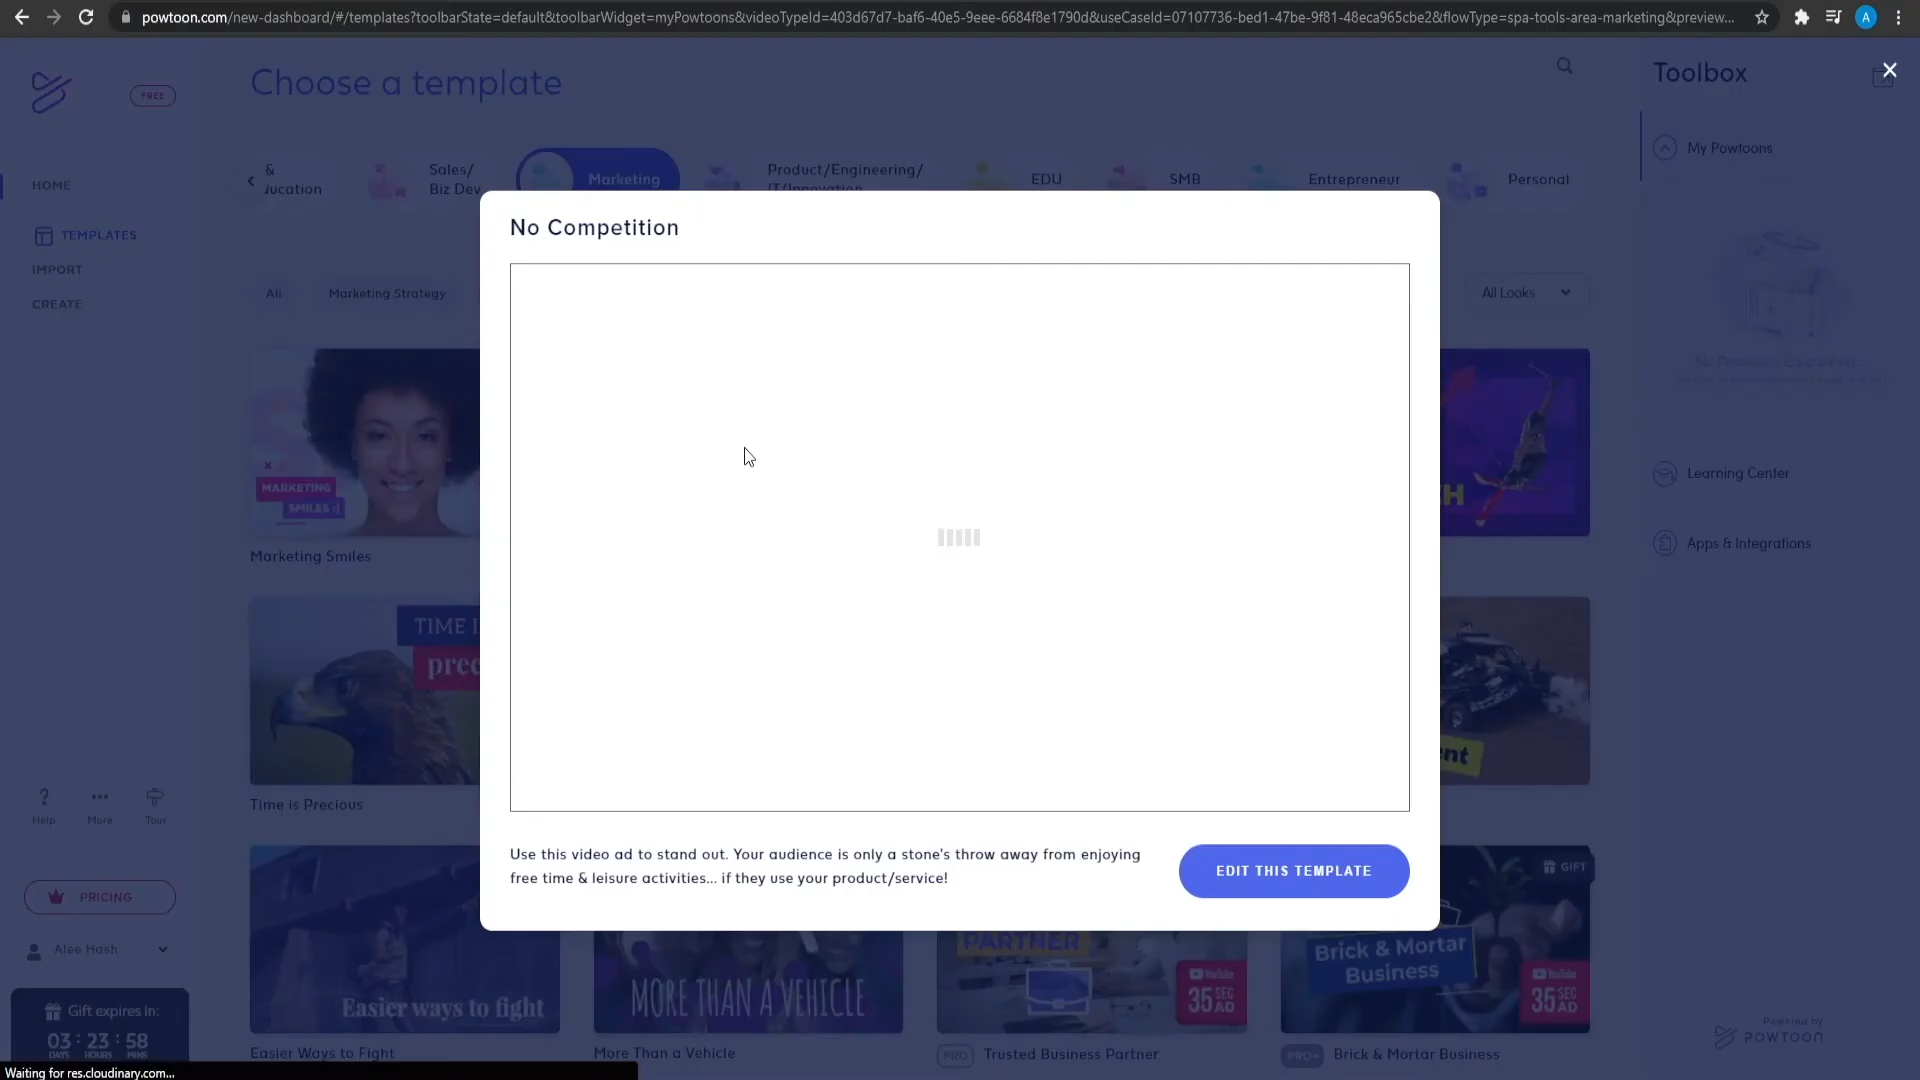 powtoon.com/new-dashboard/#/templates?toolbarState=default&toolbarWidget=myPowtoons&videoTypeId=403d67d7-baf6-40e5-9eee-6684f8e1790d&useCaseId=07107736-bed1-47be-9f81-48eca965cbe2&flowType=spa-tools-area-marketing&preview...
A
FREE
Choose a template
Toolbox
HOME
TEMPLATES
IMPORT
CREATE
&
ucation
Sales/
Biz Dev
Marketing
Product/Engineering/
IT/Innovation
EDU
SMB
Entrepreneur
Personal
My Powtoons
No Competition
All
Marketing Strategy
All Looks
MARKETING
SMILES :)
H
Marketing Smiles
Learning Center
Apps & Integrations
TIME I
prec
nt
Time is Precious
Help
More
Tour
Use this video ad to stand out. Your audience is only a stone's throw away from enjoying
free time & leisure activities... if they use your product/service!
EDIT THIS TEMPLATE
GIFT
PRICING
Alee Hash
Easier ways to fight
MORE THAN A VEHICLE
PARTNER
YouTube
35 SEC
AD
Brick & Mortar
Business
YouTube
35 SEC
AD
Gift expires in:
03 : 23 : 58
DAYS HOURS MINS
Powered by
POWTOON
Easier Ways to Fight
More Than a Vehicle
PRO
Trusted Business Partner
PRO+
Brick & Mortar Business
Waiting for res.cloudinary.com...